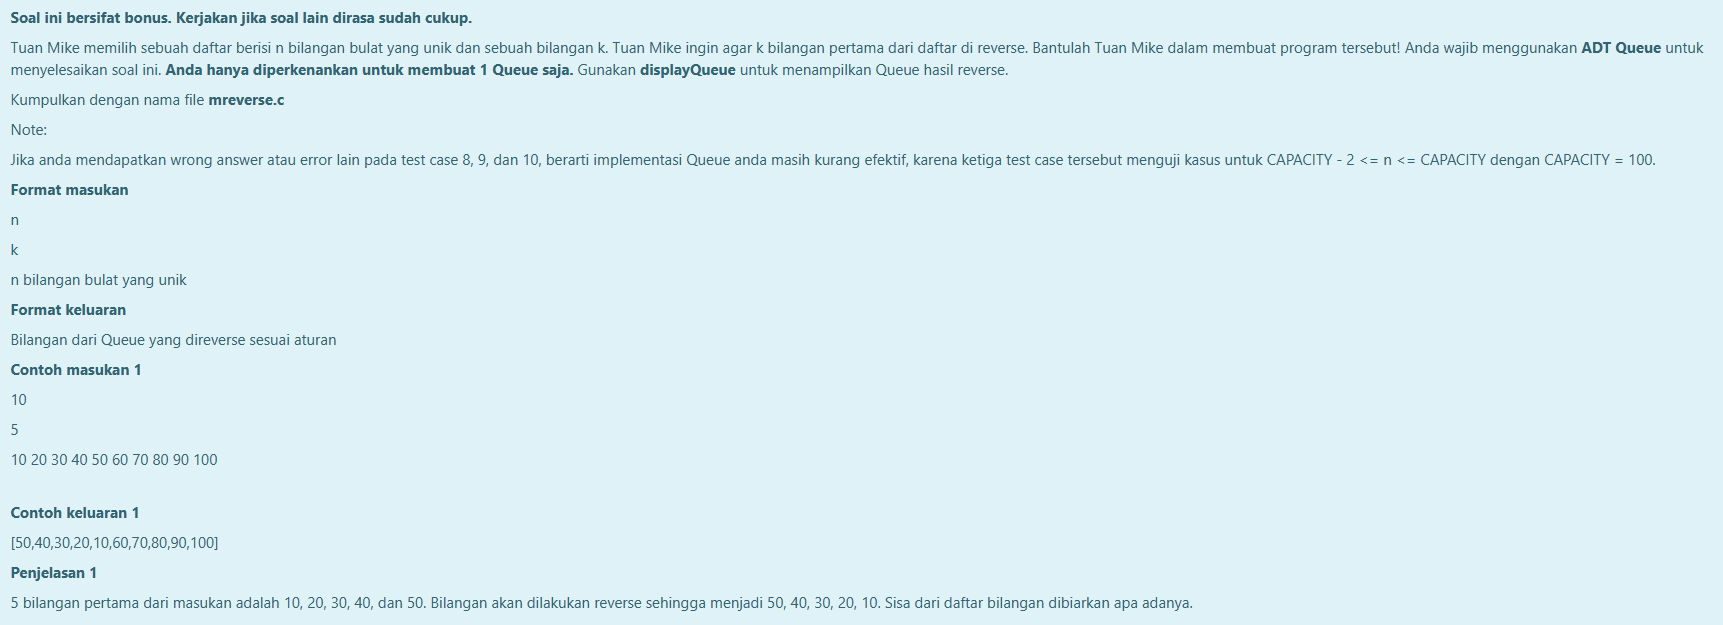 Soal ini bersifat bonus. Kerjakan jika soal lain dirasa sudah cukup.
Tuan Mike memilih sebuah daftar berisi n bilangan bulat yang unik dan sebuah bilangan k. Tuan Mike ingin agar k bilangan pertama dari daftar di reverse. Bantulah Tuan Mike dalam membuat program tersebut! Anda wajib menggunakan ADT Queue untuk
menyelesaikan soal ini. Anda hanya diperkenankan untuk membuat 1 Queue saja. Gunakan displayQueue untuk menampilkan Queue hasil reverse.
Kumpulkan dengan nama file mreverse.c
Note:
Jika anda mendapatkan wrong answer atau error lain pada test case 8, 9, dan 10, berarti implementasi Queue anda masih kurang efektif, karena ketiga test case tersebut menguji kasus untuk CAPACITY - 2 <= n <= CAPACITY dengan CAPACITY = 100.
Format masukan
n
k
n bilangan bulat yang unik
Format keluaran
Bilangan dari Queue yang direverse sesuai aturan
Contoh masukan 1
10
5
10 20 30 40 50 60 70 80 90 100
Contoh keluaran 1
[50,40,30,20,10,60,70,80,90,100]
Penjelasan 1
5 bilangan pertama dari masukan adalah 10, 20, 30, 40, dan 50. Bilangan akan dilakukan reverse sehingga menjadi 50, 40, 30, 20, 10. Sisa dari daftar bilangan dibiarkan apa adanya.